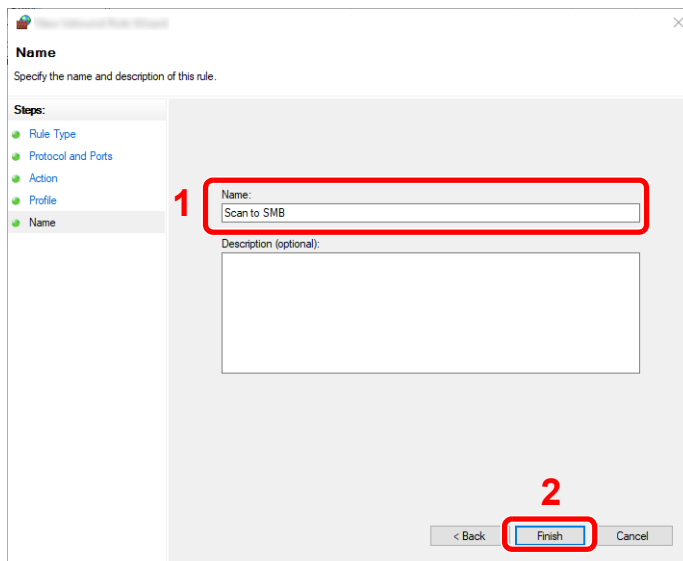 Name
Specify the name and description of this rule.
Steps:
Rule Type
Protocol and Ports
Action
Profile
Name
1
Name:
Scan to SMB
Description (optional):
2
< Back
Finish
Cancel